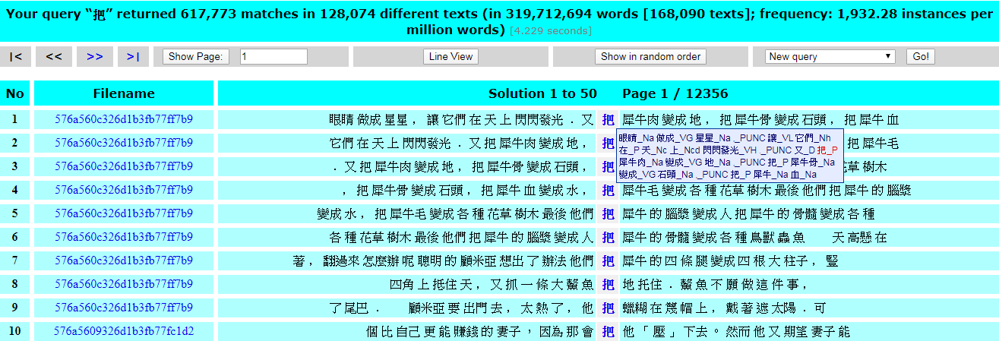 Your query “把” returned 617,773 matches in 128,074 different texts (in 319,712,694 words [168,090 texts]; frequency: 1,932.28 instances per
million words) [4.229 seconds]
|< << >> >| Show Page: 1 Line View Show in random order New query Go!
No Filename Solution 1 to 50 Page 1 / 12356
1 576a560c326d1b3fb77ff7b9 眼睛 做成 星星 ， 讓 它們 在 天 上 閃閃發光 ．又 把 犀牛肉 變成 地 ， 把 犀牛骨 變成 石頭 ， 把 犀牛 血
2 576a560c326d1b3fb77ff7b9 它們 在 天 上 閃閃發光 ．又 把 犀牛肉 變成 地 ， 把 犀牛毛
眼睛_Na 做成_VG 星星_Na ._PUNC 讓_VL 它們_Nh
在_P 天_Nc 上_Ncd 閃閃發光_VH ._PUNC 又_D 把_P
犀牛肉_Na 變成_VG 地_Na ._PUNC 把_P 犀牛骨_Na
變成_VG 石頭_Na ._PUNC 把_P 犀牛_Na 血_Na
3 576a560c326d1b3fb77ff7b9 ．又 把 犀牛肉 變成 地 ， 把 犀牛骨 變成 石頭 ， 把 花草 樹木
4 576a560c326d1b3fb77ff7b9 ， 把 犀牛骨 變成 石頭 ， 把 犀牛 血 變成 水 ， 把 犀牛毛 變成 各 種 花草 樹木 最後 他們 把 犀牛 的 腦漿
5 576a560c326d1b3fb77ff7b9 變成 水 ， 把 犀牛毛 變成 各 種 花草 樹木 最後 他們 把 犀牛 的 腦漿 變成 人 把 犀牛 的 骨髓 變成 各 種
6 576a560c326d1b3fb77ff7b9 各 種 花草 樹木 最後 他們 把 犀牛 的 腦漿 變成 人 把 犀牛 的 骨髓 變成 各 種 鳥獸 蟲 魚 天 高懸 在
7 576a560c326d1b3fb77ff7b9 著 ， 翻過來 怎麼辦 呢 聰明 的 顧米亞 想出 了 辦法 他們 把 犀牛 的 四 條 腿 變成 四 根 大 柱子 ， 豎
8 576a560c326d1b3fb77ff7b9 四角 上 抵住 天 ， 又 抓 一 條 大 鰲 魚 把 地 托住 ．鰲 魚 不 願 做 這 件 事 ，
9 576a560c326d1b3fb77ff7b9 了 尾巴 ． 顧米亞 要 出門 去 ， 太 熱 了 ， 他 把 蠟 糊 在 篾 帽 上 ， 戴 著 遮 太陽 ．可
10 576a5609326d1b3fb77fc1d2 個 比 自己 更 能 賺錢 的 妻子 ， 因為 那 會 把 他 「 壓 」 下去 。 然而 他 又 期望 妻子 能